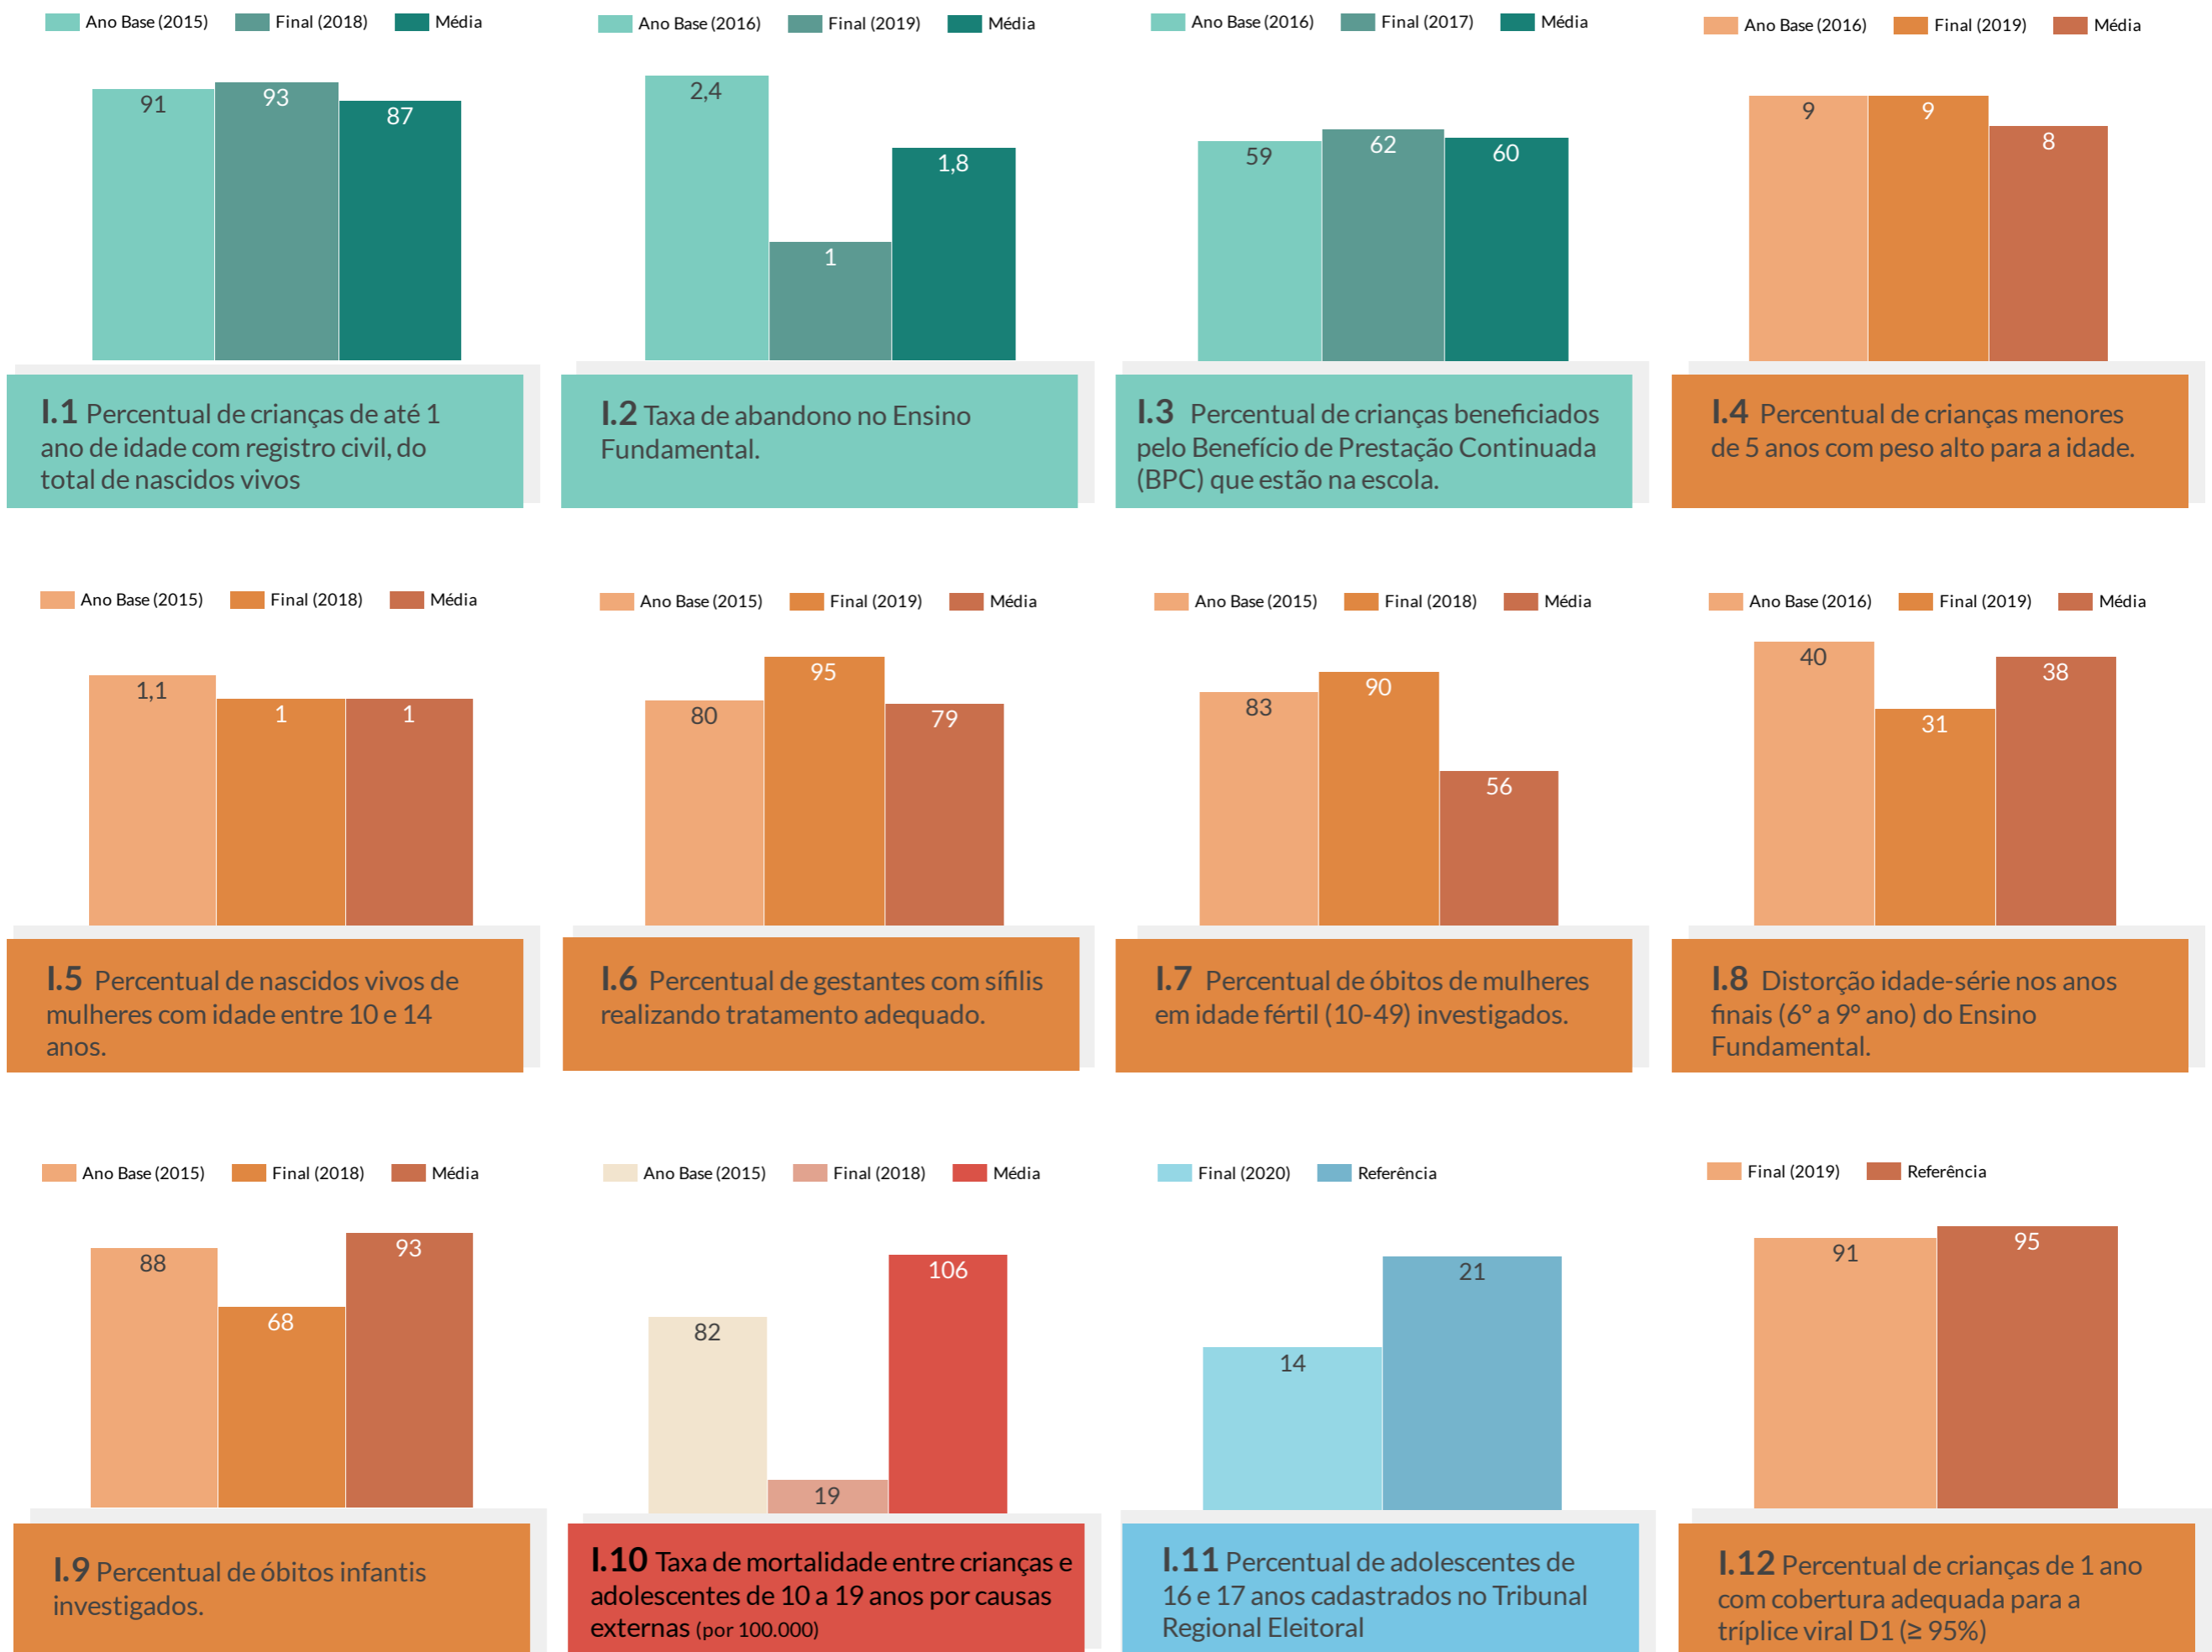 Ano Base (2015) Final (2018) Média
91
93
87
I.1 Percentual de crianças de até 1
ano de idade com registro civil, do
total de nascidos vivos
Ano Base (2016) Final (2019) Média
2,4
1
1,8
I.2 Taxa de abandono no Ensino
Fundamental.
Ano Base (2016) Final (2017) Média
59
62
60
I.3 Percentual de crianças beneficiados
pelo Benefício de Prestação Continuada
(BPC) que estão na escola.
Ano Base (2016) Final (2019) Média
9
9
8
I.4 Percentual de crianças menores
de 5 anos com peso alto para a idade.
Ano Base (2015) Final (2018) Média
1,1
1
1
I.5 Percentual de nascidos vivos de
mulheres com idade entre 10 e 14
anos.
Ano Base (2015) Final (2019) Média
80
95
79
I.6 Percentual de gestantes com sífilis
realizando tratamento adequado.
Ano Base (2015) Final (2018) Média
83
90
56
I.7 Percentual de óbitos de mulheres
em idade fértil (10-49) investigados.
Ano Base (2016) Final (2019) Média
40
31
38
I.8 Distorção idade-série nos anos
finais (6° a 9° ano) do Ensino
Fundamental.
Ano Base (2015) Final (2018) Média
88
68
93
I.9 Percentual de óbitos infantis
investigados.
Ano Base (2015) Final (2018) Média
82
19
106
I.10 Taxa de mortalidade entre crianças e
adolescentes de 10 a 19 anos por causas
externas (por 100.000)
Final (2020) Referência
14
21
I.11 Percentual de adolescentes de
16 e 17 anos cadastrados no Tribunal
Regional Eleitoral
Final (2019) Referência
91
95
I.12 Percentual de crianças de 1 ano
com cobertura adequada para a
tríplice viral D1 (≥ 95%)